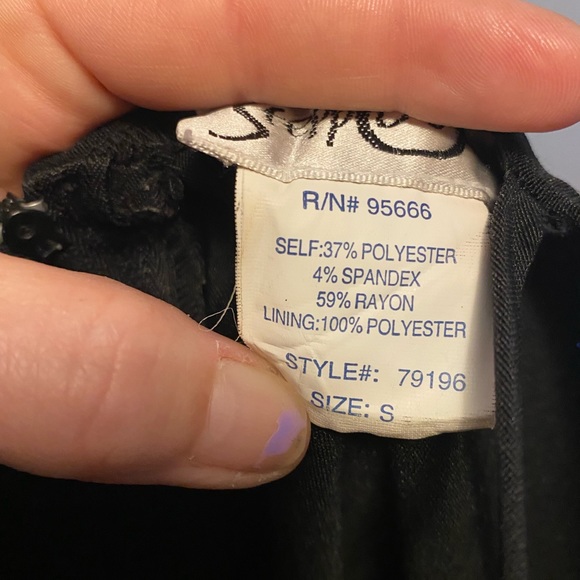 R/N# 95666
SELF:37% POLYESTER
4% SPANDEX
59% RAYON
LINING:100% POLYESTER
STYLE#: 79196
SIZE: S